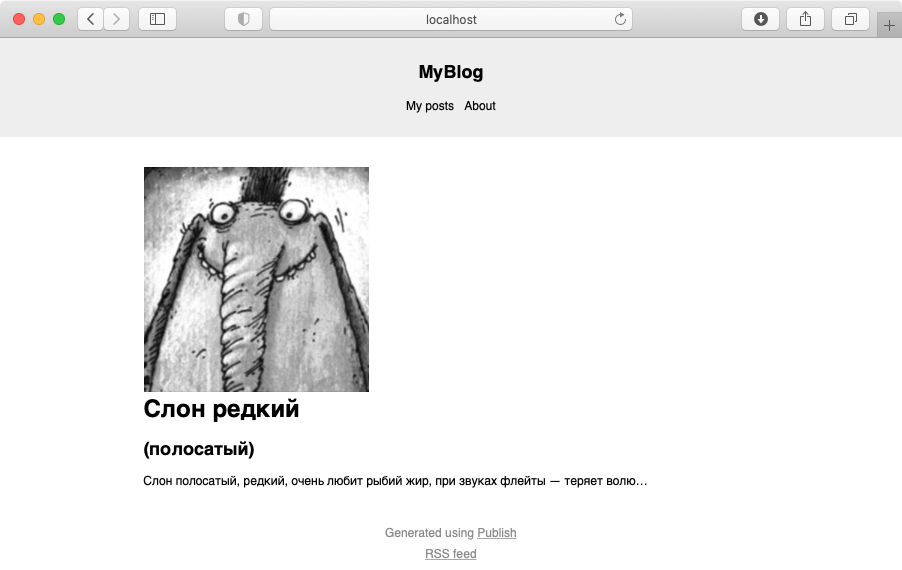 localhost
MyBlog
My posts About
Слон редкий
(полосатый)
Слон полосатый, редкий, очень любит рыбий жир, при звуках флейты — теряет волю…
Generated using Publish
RSS feed